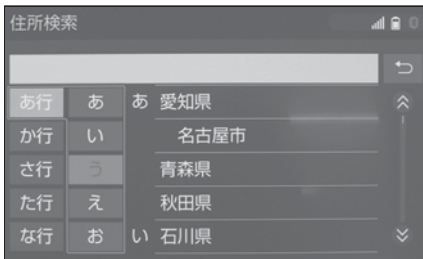 住所検索
あ行 あ あ 愛知県
か行 い 名古屋市
さ行 う 青森県
た行 え 秋田県
な行 お い 石川県